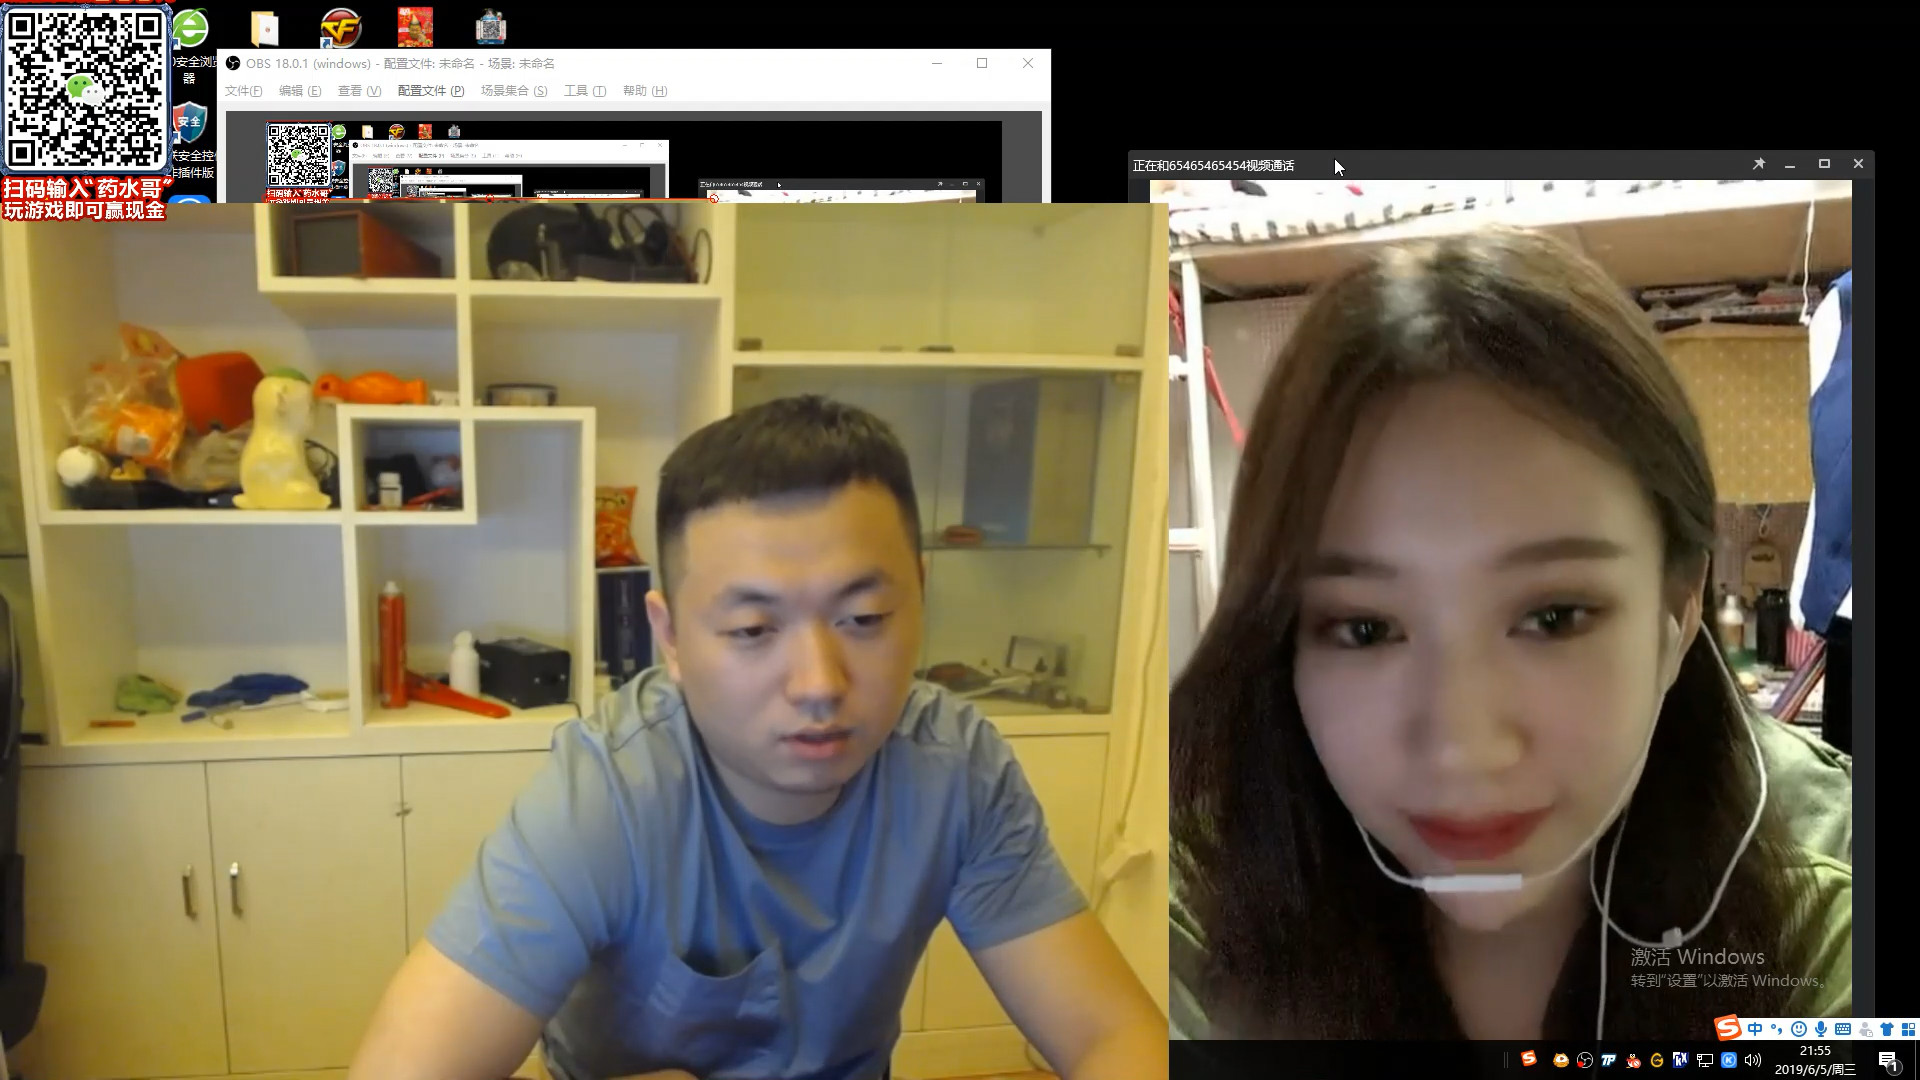 安全浏览
器
安全
联安全控件
作插件版
扫码输入“药水哥”
玩游戏即可赢现金
OBS 18.0.1 (windows) - 配置文件: 未命名 - 场景: 未命名
文件(F) 编辑 (E) 查看 (V) 配置文件 (P) 场景集合 (S) 工具 (T) 帮助 (H)
正在和65465465454视频通话
激活 Windows
转到“设置”以激活 Windows。
中
21:55
2019/6/5/周三
1